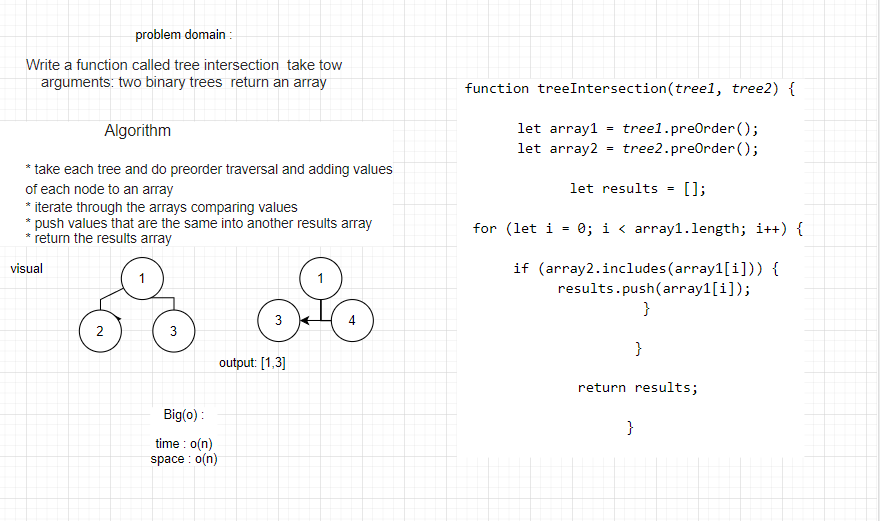 problem domain :
Write a function called tree intersection take tow
arguments: two binary trees return an array
Algorithm
* take each tree and do preorder traversal and adding values
of each node to an array
* iterate through the arrays comparing values
* push values that are the same into another results array
* return the results array
visual
1
2
3
1
3
4
output: [1,3]
Big(o) :
time : o(n)
space : o(n)
function treeIntersection(tree1, tree2) {
let array1 = tree1.preOrder();
let array2 = tree2.preOrder();
let results = [];
for (let i = 0; i < array1.length; i++) {
if (array2.includes(array1[i])) {
results.push(array1[i]);
}
}
return results;
}